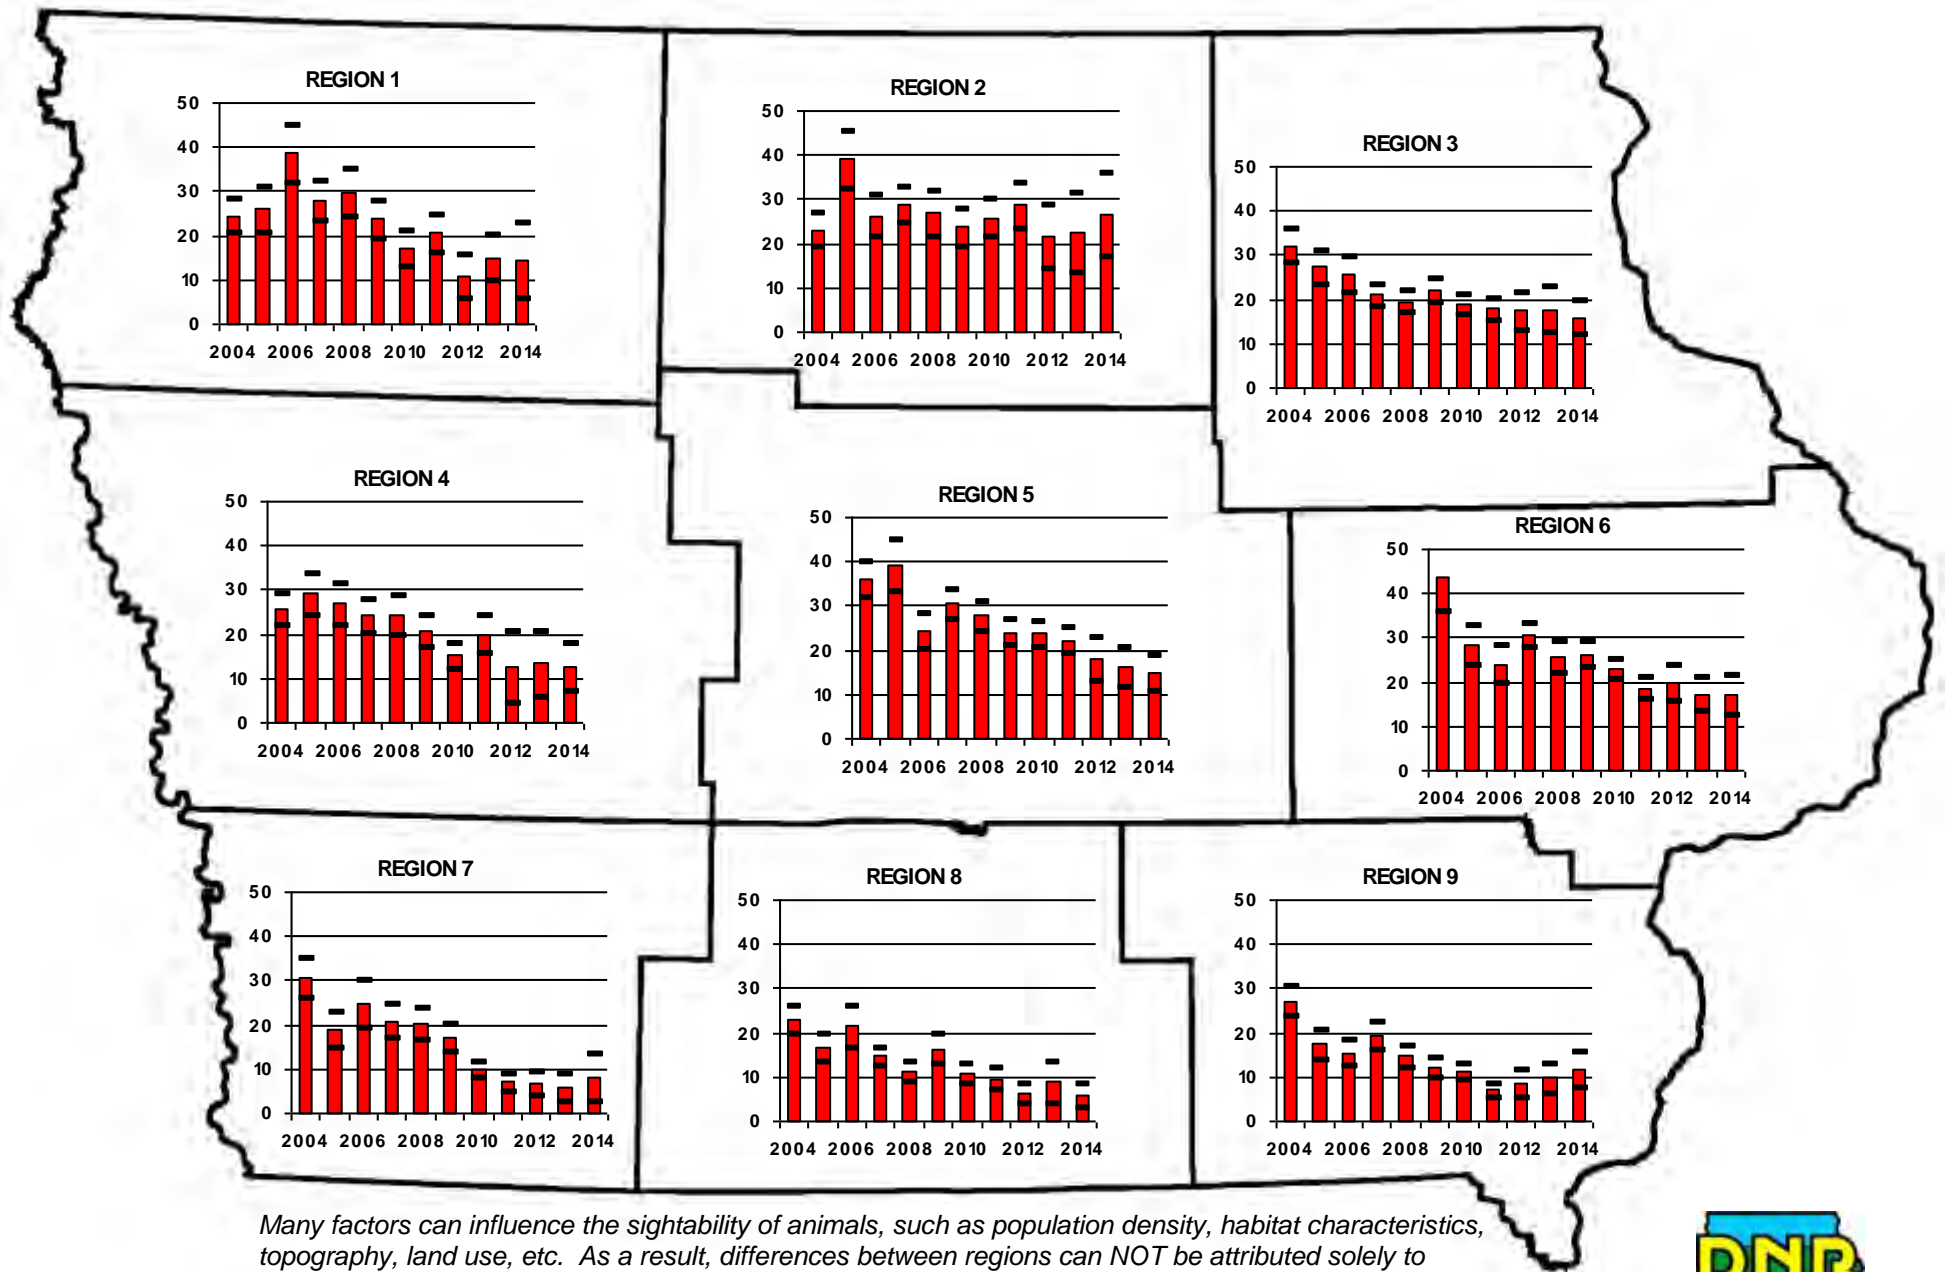 REGION 1
50
40
30
20
10
0
2004 2006 2008 2010 2012 2014
REGION 2
50
40
30
20
10
0
2004 2006 2008 2010 2012 2014
REGION 3
50
40
30
20
10
0
2004 2006 2008 2010 2012 2014
REGION 4
50
40
30
20
10
0
2004 2006 2008 2010 2012 2014
REGION 5
50
40
30
20
10
0
2004 2006 2008 2010 2012 2014
REGION 6
50
40
30
20
10
0
2004 2006 2008 2010 2012 2014
REGION 7
50
40
30
20
10
0
2004 2006 2008 2010 2012 2014
REGION 8
50
40
30
20
10
0
2004 2006 2008 2010 2012 2014
REGION 9
50
40
30
20
10
0
2004 2006 2008 2010 2012 2014
Many factors can influence the sightability of animals, such as population density, habitat characteristics,
topography, land use, etc. As a result, differences between regions can NOT be attributed solely to
DNR